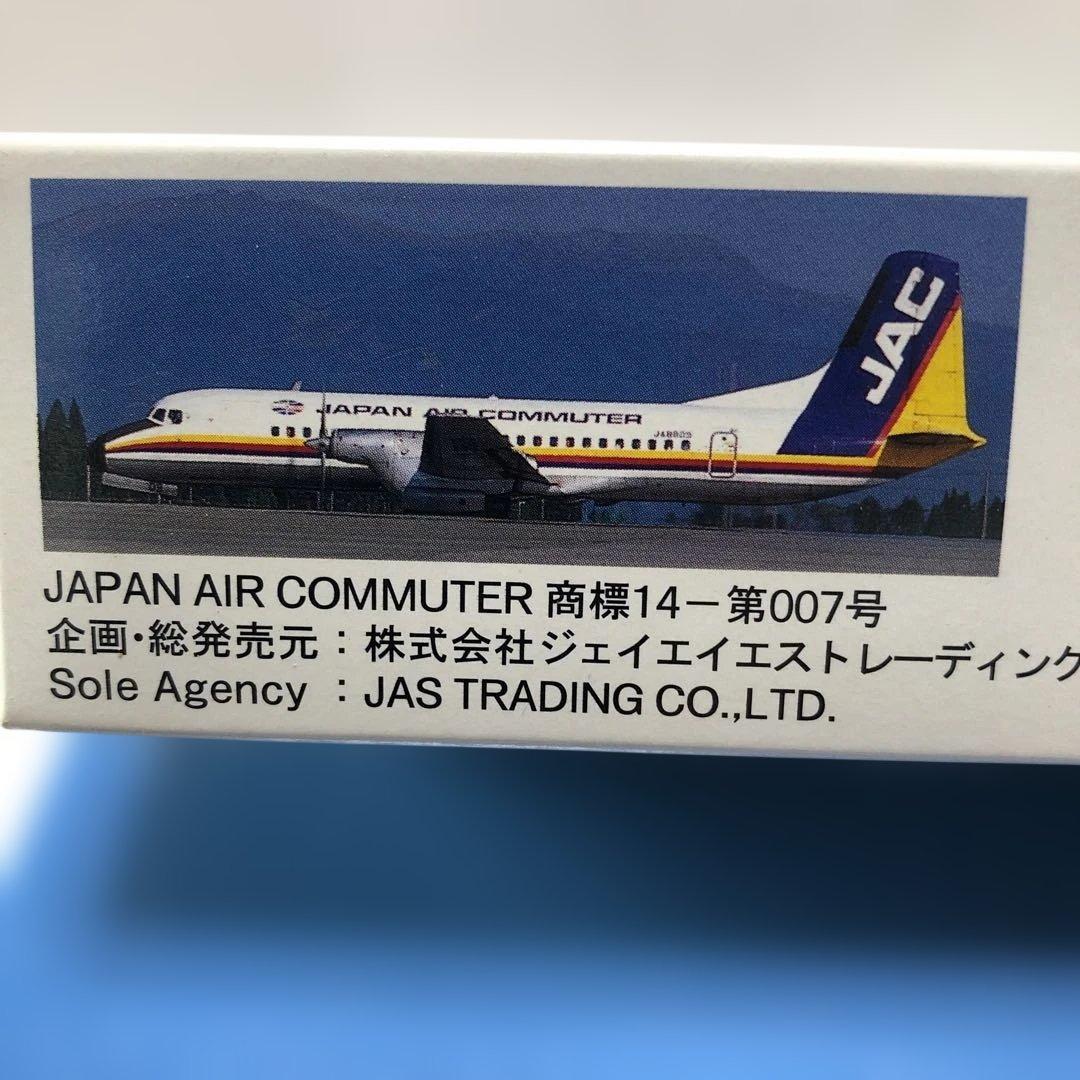 JAC
JAPAN AIR COMMUTER
JAPAN AIR COMMUTER 商標14－第007号
企画・総発売元：株式会社ジェイエイエストレーディング
Sole Agency ：JAS TRADING CO.,LTD.